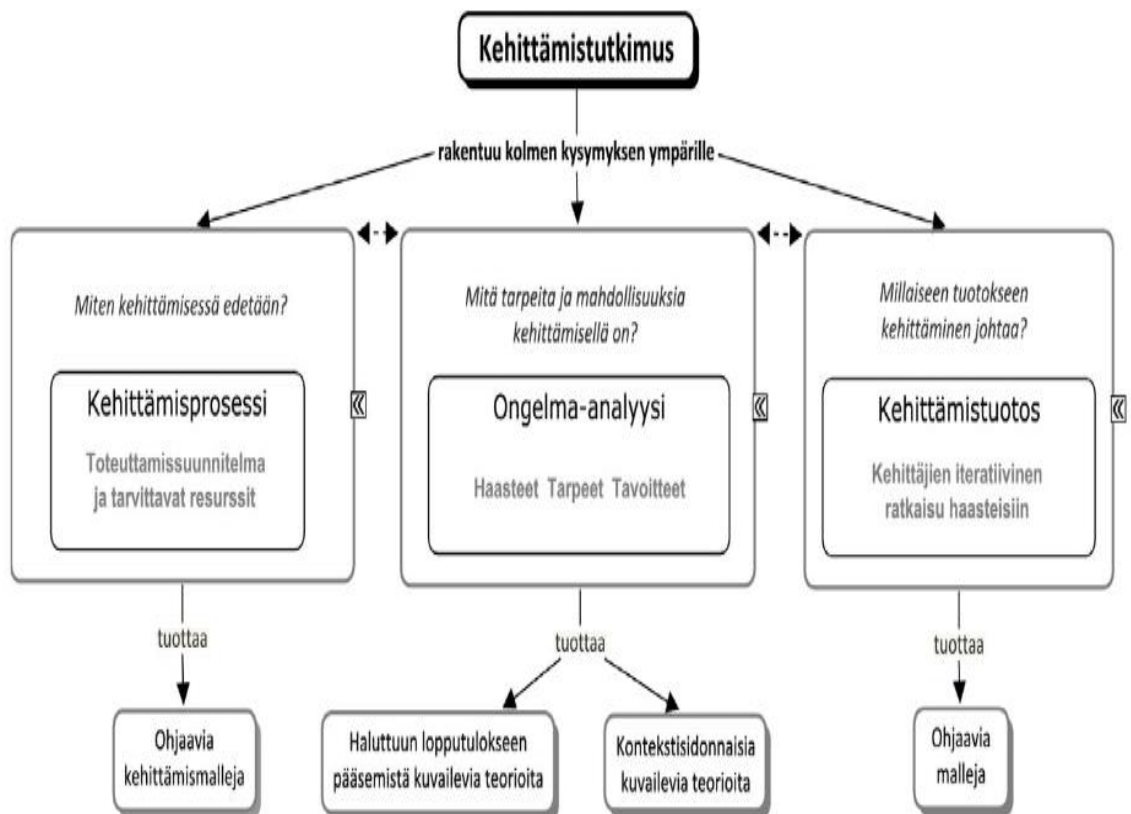 Kehittämistutkimus
rakentuu kolmen kysymyksen ympärille
Miten kehittämisessä edetään?
Kehittämisprosessi
Toteuttamissuunnitelma
ja tarvittavat resurssit
Mitä tarpeita ja mahdollisuuksia
kehittämisellä on?
Ongelma-analyysi
Haasteet Tarpeet Tavoitteet
Millaiseen tuotokseen
kehittäminen johtaa?
Kehittämistuotos
Kehittäjien iteratiivinen
ratkaisu haasteisiin
tuottaa
tuottaa
tuottaa
Ohjaavia
kehittämismalleja
Haluttuun lopputulokseen
pääsemistä kuvailevia teorioita
Kontekstisidonnaisia
kuvailevia teorioita
Ohjaavia
malleja